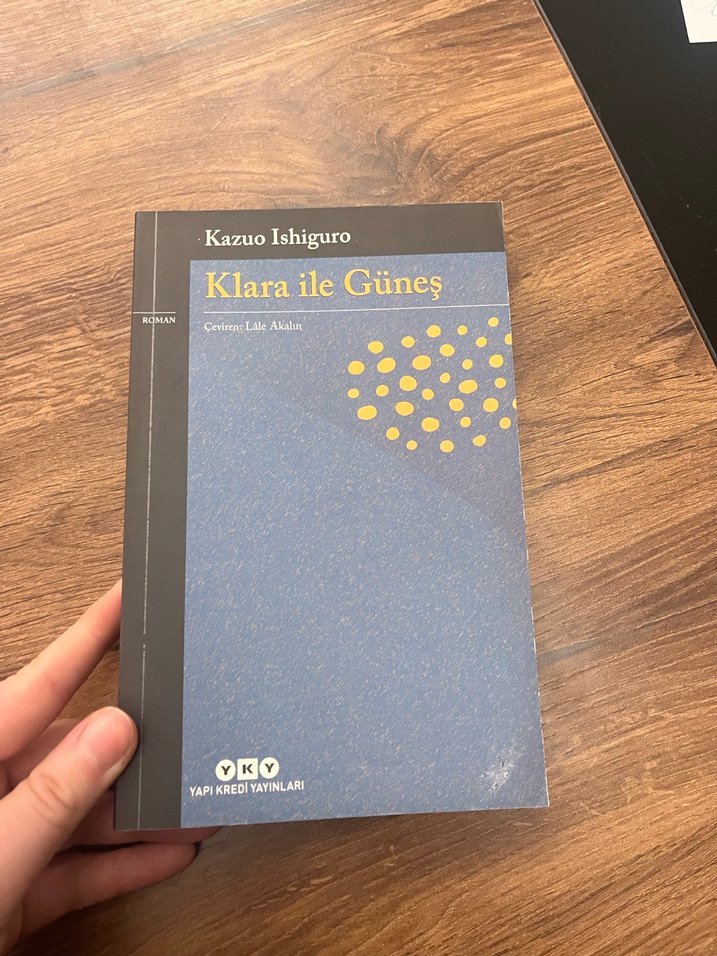 Kazuo Ishiguro
Klara ile Güneş
ROMAN
Çeviren: Lâle Akalın
YKY
YAPI KREDİ YAYINLARI